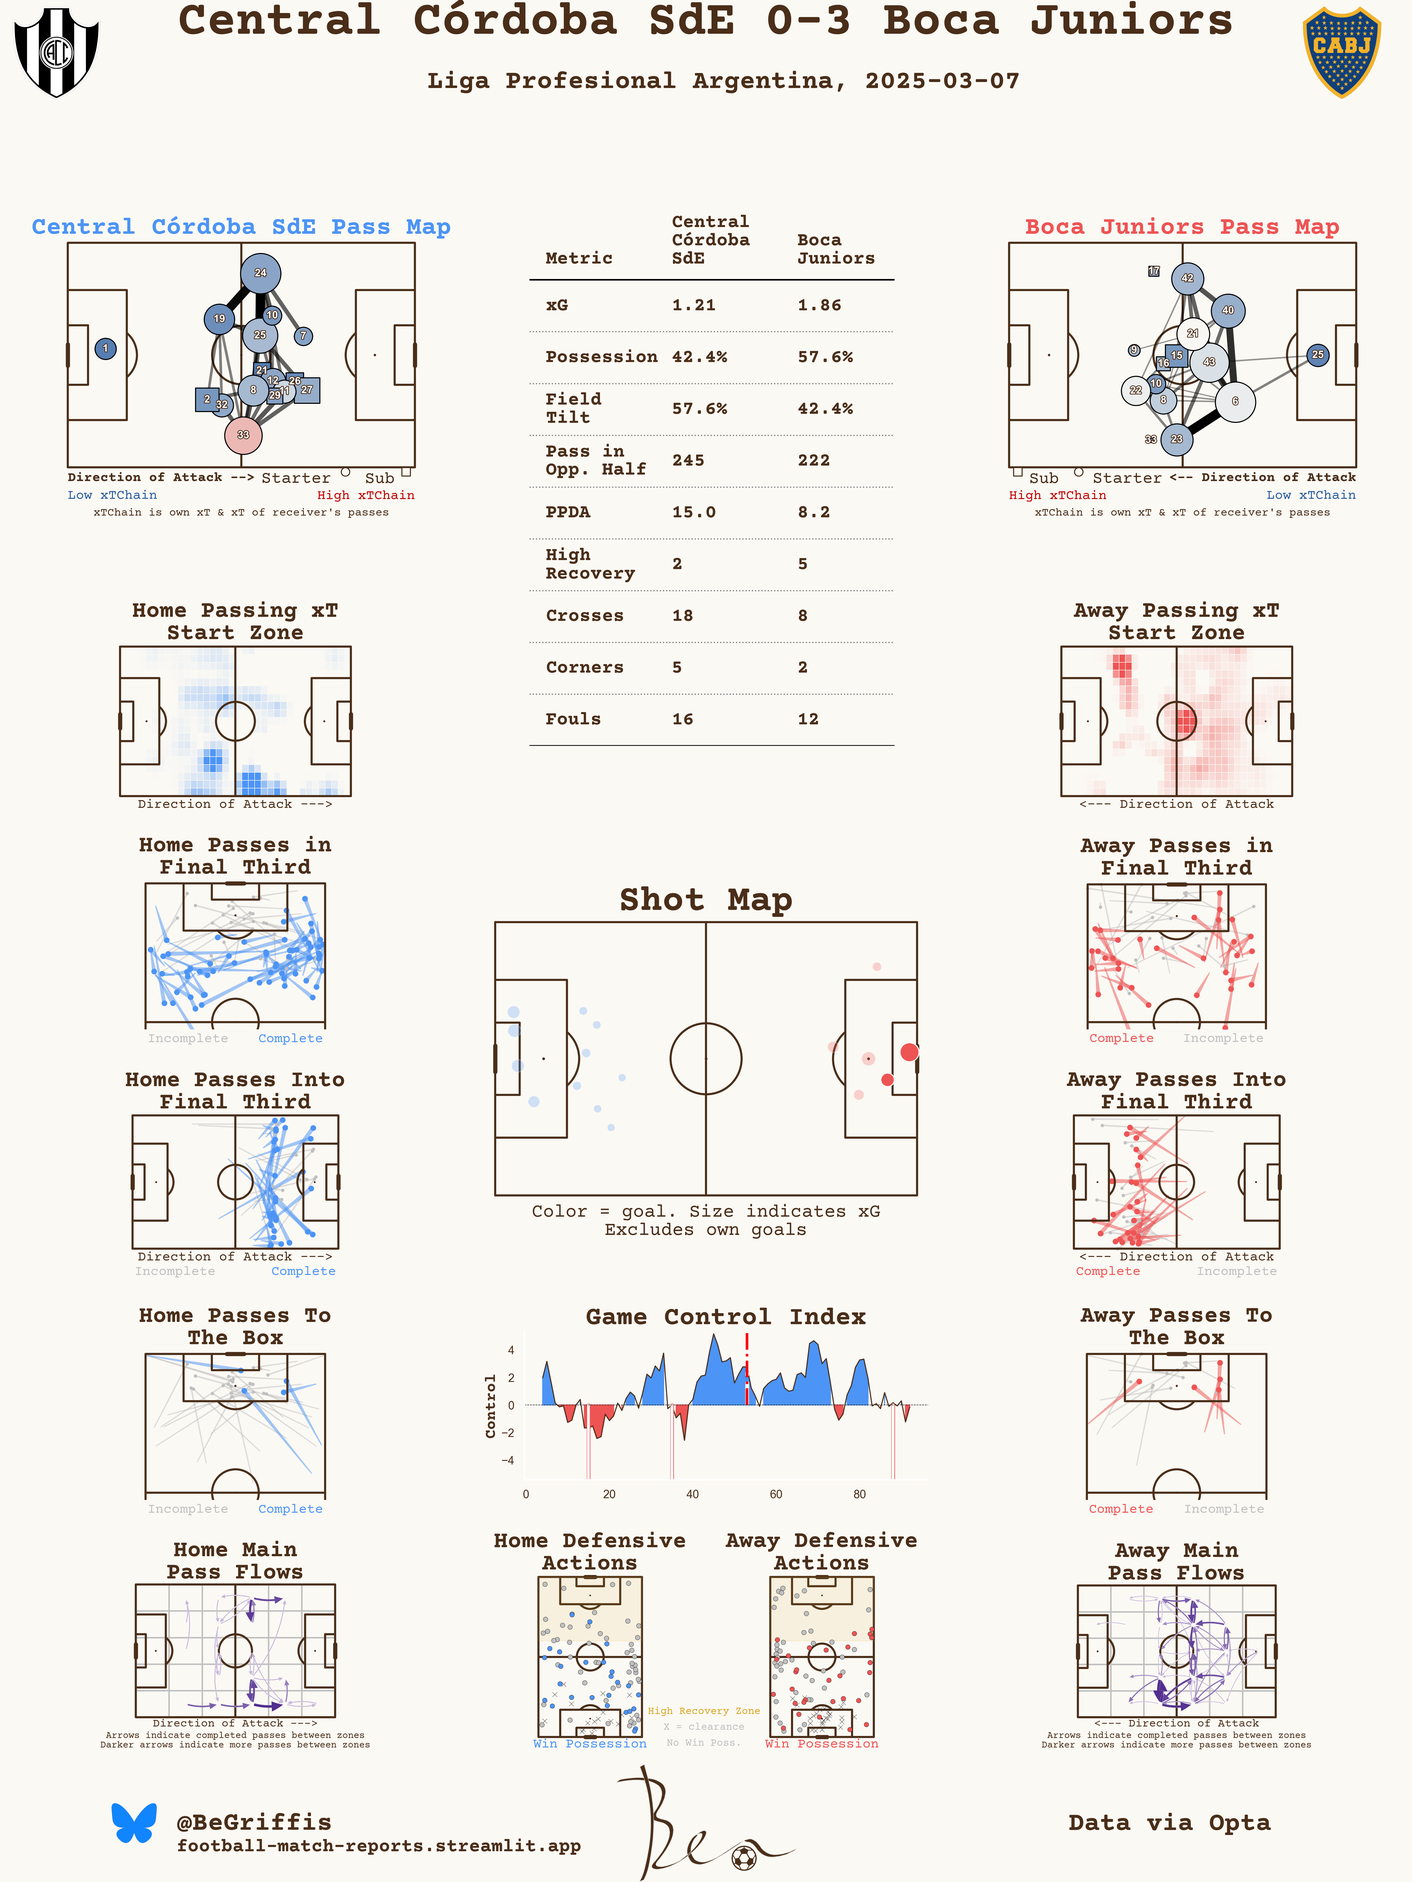 Central Córdoba SdE 0-3 Boca Juniors
Liga Profesional Argentina, 2025-03-07
CACC
CABJ
Central Córdoba SdE Pass Map
24
19
10
25
7
1
21
12
26
8
11
27
29
2
32
33
Direction of Attack --> Starter Sub
Low xTChain High xTChain
xTChain is own xT & xT of receiver's passes
Metric Central Córdoba SdE Boca Juniors
xG 1.21 1.86
Possession 42.4% 57.6%
Field Tilt 57.6% 42.4%
Pass in Opp. Half 245 222
PPDA 15.0 8.2
High Recovery 2 5
Crosses 18 8
Corners 5 2
Fouls 16 12
Boca Juniors Pass Map
17
42
40
21
9
15
16
43
25
10
22
8
6
33
23
Sub Starter <-- Direction of Attack
High xTChain Low xTChain
xTChain is own xT & xT of receiver's passes
Home Passing xT
Start Zone
Direction of Attack --->
Away Passing xT
Start Zone
<--- Direction of Attack
Home Passes in
Final Third
Incomplete Complete
Away Passes in
Final Third
Complete Incomplete
Shot Map
Color = goal. Size indicates xG
Excludes own goals
Home Passes Into
Final Third
Direction of Attack --->
Incomplete Complete
Away Passes Into
Final Third
<--- Direction of Attack
Complete Incomplete
Home Passes To
The Box
Incomplete Complete
Game Control Index
Control
4
2
0
−2
−4
0 20 40 60 80
Away Passes To
The Box
Complete Incomplete
Home Main
Pass Flows
Direction of Attack --->
Arrows indicate completed passes between zones
Darker arrows indicate more passes between zones
Home Defensive
Actions
Win Possession
Away Defensive
Actions
Win Possession
High Recovery Zone
X = clearance
No Win Poss.
Away Main
Pass Flows
<--- Direction of Attack
Arrows indicate completed passes between zones
Darker arrows indicate more passes between zones
@BeGriffis
football-match-reports.streamlit.app
Ben
Data via Opta